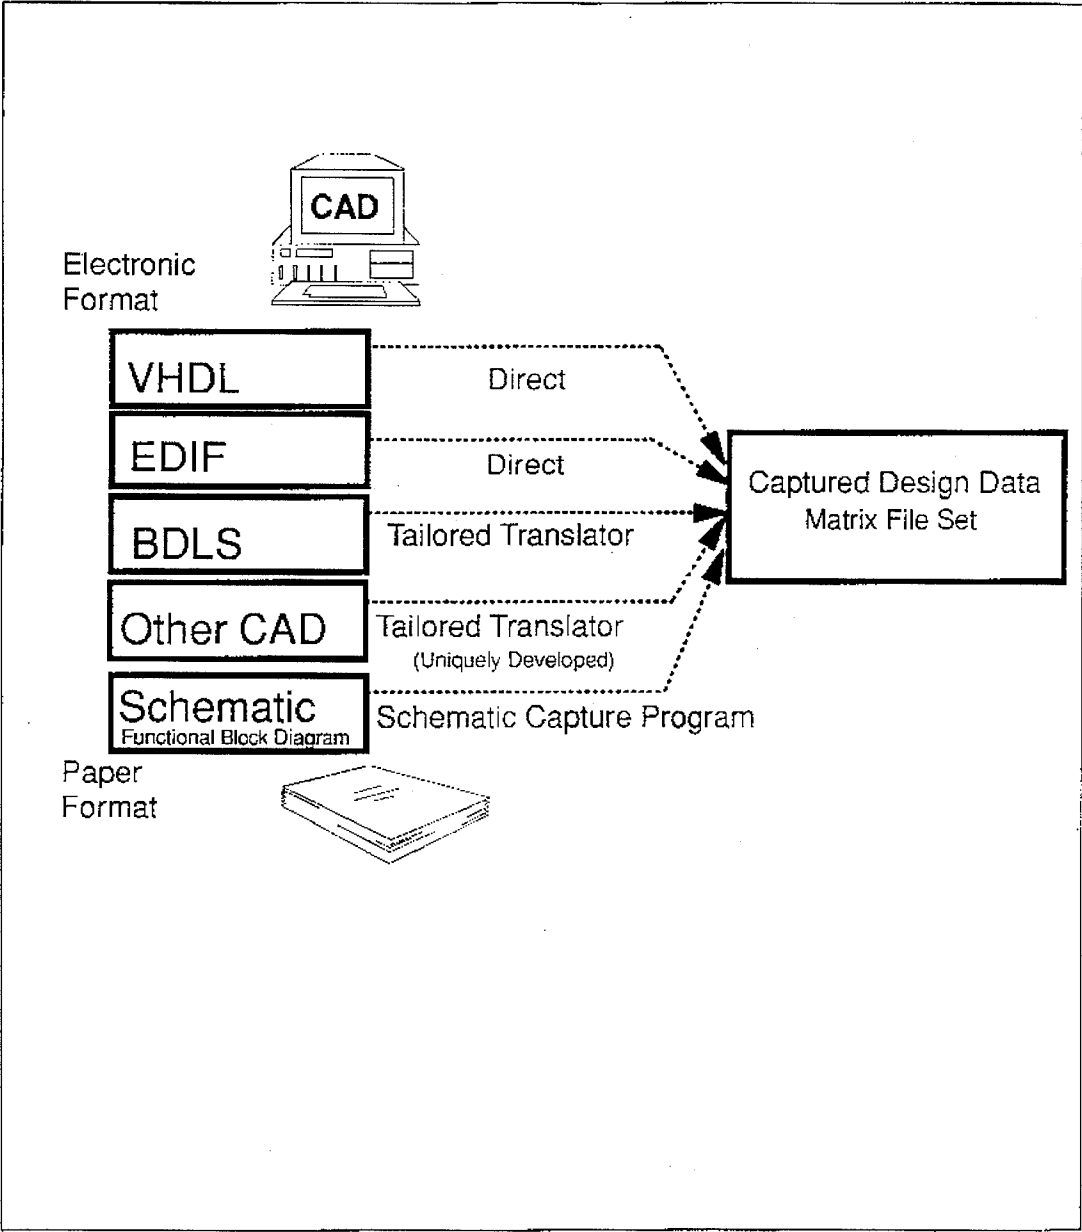 CAD
Electronic
Format
VHDL
Direct
EDIF
Direct
BDLS
Tailored Translator
Other CAD
Tailored Translator
(Uniquely Developed)
Schematic
Functional Block Diagram
Schematic Capture Program
Captured Design Data
Matrix File Set
Paper
Format